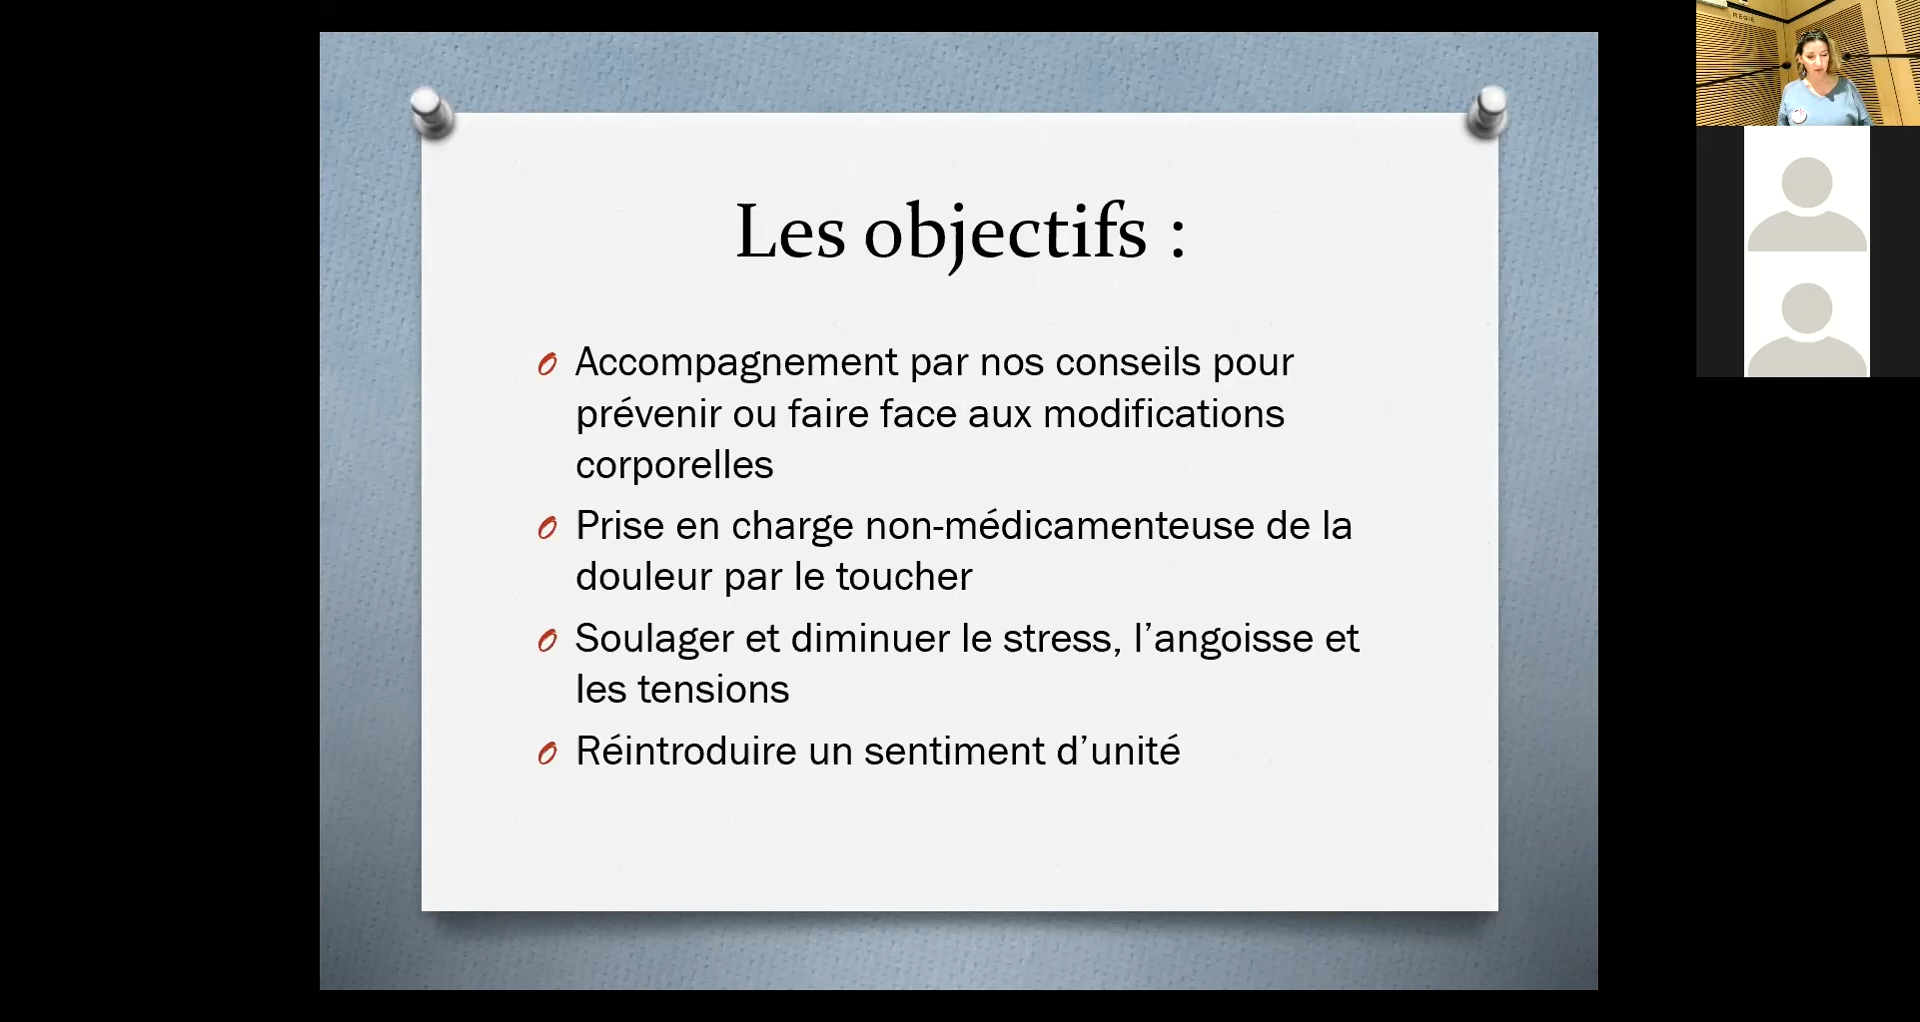 REGIE
Les objectifs :
Accompagnement par nos conseils pour
prévenir ou faire face aux modifications
corporelles
Prise en charge non-médicamenteuse de la
douleur par le toucher
Soulager et diminuer le stress, l’angoisse et
les tensions
Réintroduire un sentiment d’unité